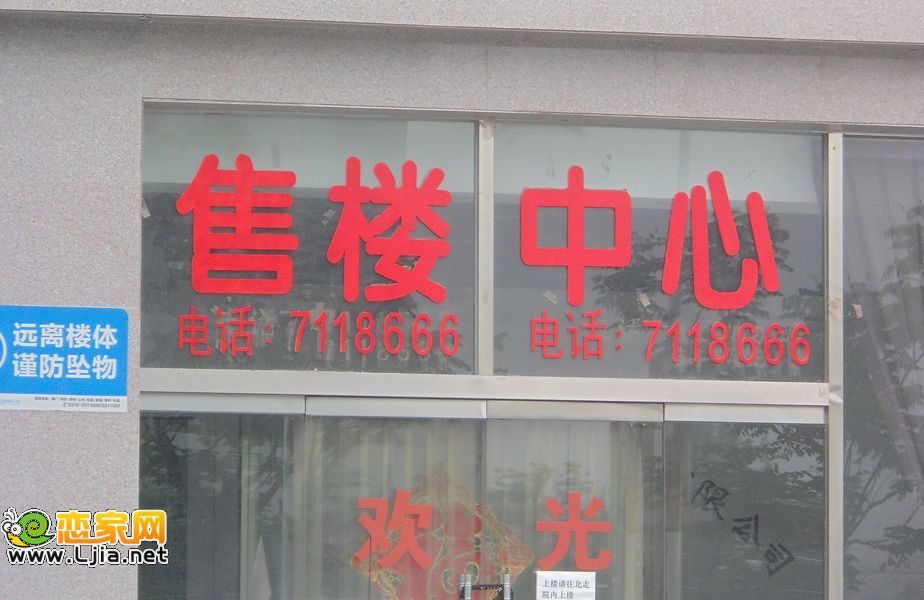 售楼中心
电话：7118666 电话：7118666
远离楼体
谨防坠物
欢 光
上楼请往北走
院内上楼
恋家网
www.Ljia.net